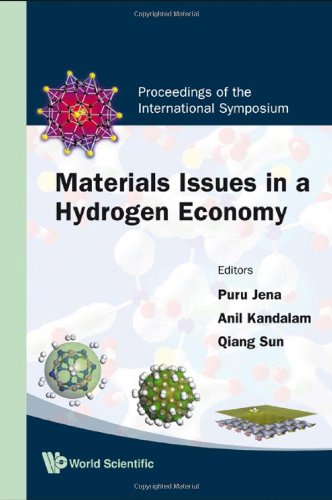 Proceedings of the
International Symposium
Materials Issues in a
Hydrogen Economy
Editors
Puru Jena
Anil Kandalam
Qiang Sun
World Scientific